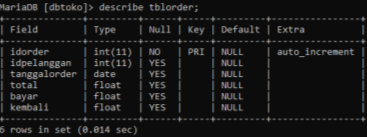 MariaDB [dbtoko]> describe tblorder;
+--------------+---------+------+-----+---------+----------------+
| Field        | Type    | Null | Key | Default | Extra          |
+--------------+---------+------+-----+---------+----------------+
| idorder      | int(11) | NO   | PRI | NULL    | auto_increment |
| idpelanggan  | int(11) | YES  |     | NULL    |                |
| tanggalorder | date    | YES  |     | NULL    |                |
| total        | float   | YES  |     | NULL    |                |
| bayar        | float   | YES  |     | NULL    |                |
| kembali      | float   | YES  |     | NULL    |                |
+--------------+---------+------+-----+---------+----------------+
6 rows in set (0.014 sec)